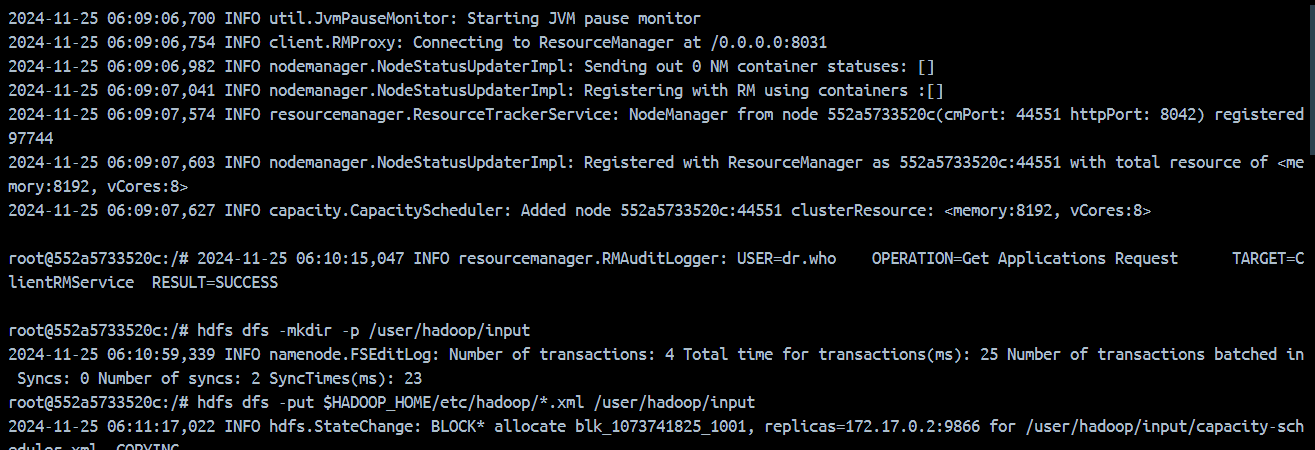 2024-11-25 06:09:06,700 INFO util.JvmPauseMonitor: Starting JVM pause monitor
2024-11-25 06:09:06,754 INFO client.RMProxy: Connecting to ResourceManager at /0.0.0.0:8031
2024-11-25 06:09:06,982 INFO nodemanager.NodeStatusUpdaterImpl: Sending out 0 NM container statuses: []
2024-11-25 06:09:07,041 INFO nodemanager.NodeStatusUpdaterImpl: Registering with RM using containers :[]
2024-11-25 06:09:07,574 INFO resourcemanager.ResourceTrackerService: NodeManager from node 552a5733520c(cmPort: 44551 httpPort: 8042) registered
97744
2024-11-25 06:09:07,603 INFO nodemanager.NodeStatusUpdaterImpl: Registered with ResourceManager as 552a5733520c:44551 with total resource of <me
mory:8192, vCores:8>
2024-11-25 06:09:07,627 INFO capacity.CapacityScheduler: Added node 552a5733520c:44551 clusterResource: <memory:8192, vCores:8>
root@552a5733520c:/# 2024-11-25 06:10:15,047 INFO resourcemanager.RMAuditLogger: USER=dr.who    OPERATION=Get Applications Request      TARGET=C
lientRMService  RESULT=SUCCESS
root@552a5733520c:/# hdfs dfs -mkdir -p /user/hadoop/input
2024-11-25 06:10:59,339 INFO namenode.FSEditLog: Number of transactions: 4 Total time for transactions(ms): 25 Number of transactions batched in
 Syncs: 0 Number of syncs: 2 SyncTimes(ms): 23
root@552a5733520c:/# hdfs dfs -put $HADOOP_HOME/etc/hadoop/*.xml /user/hadoop/input
2024-11-25 06:11:17,022 INFO hdfs.StateChange: BLOCK* allocate blk_1073741825_1001, replicas=172.17.0.2:9866 for /user/hadoop/input/capacity-sch
eduler.xml._COPYING_